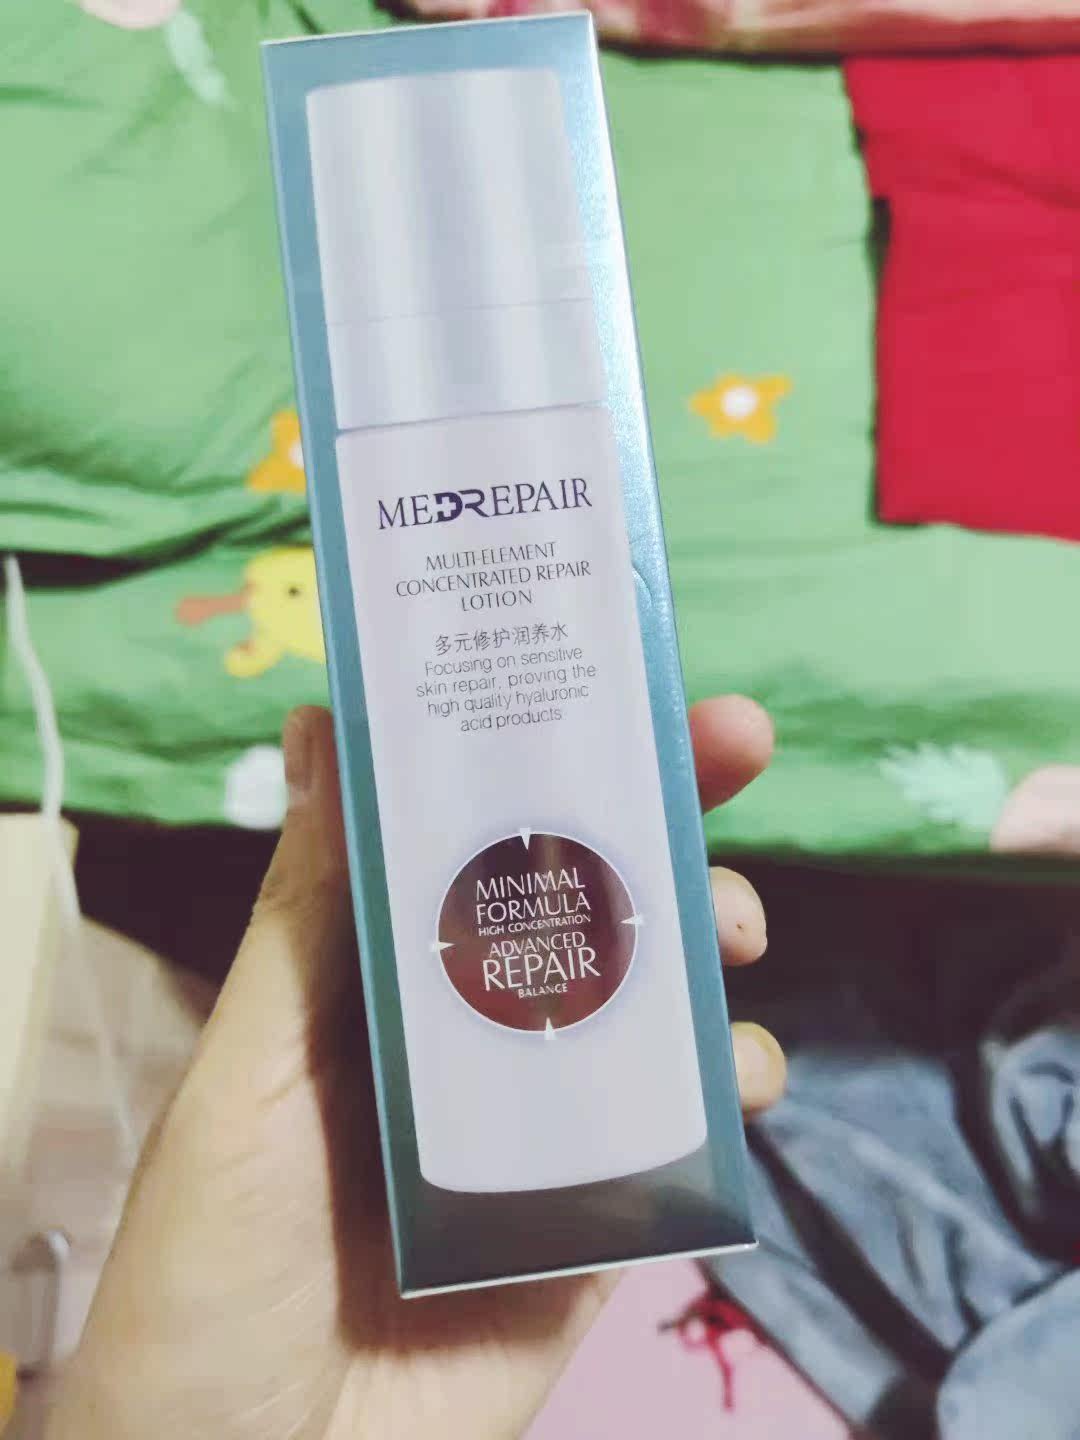 MEDREPAIR
MULTI-ELEMENT
CONCENTRATED REPAIR
LOTION
多元修护润养水
Focusing on sensitive
skin repair, proving the
high quality hyaluronic
acid products
MINIMAL
FORMULA
HIGH CONCENTRATION
ADVANCED
REPAIR
BALANCE